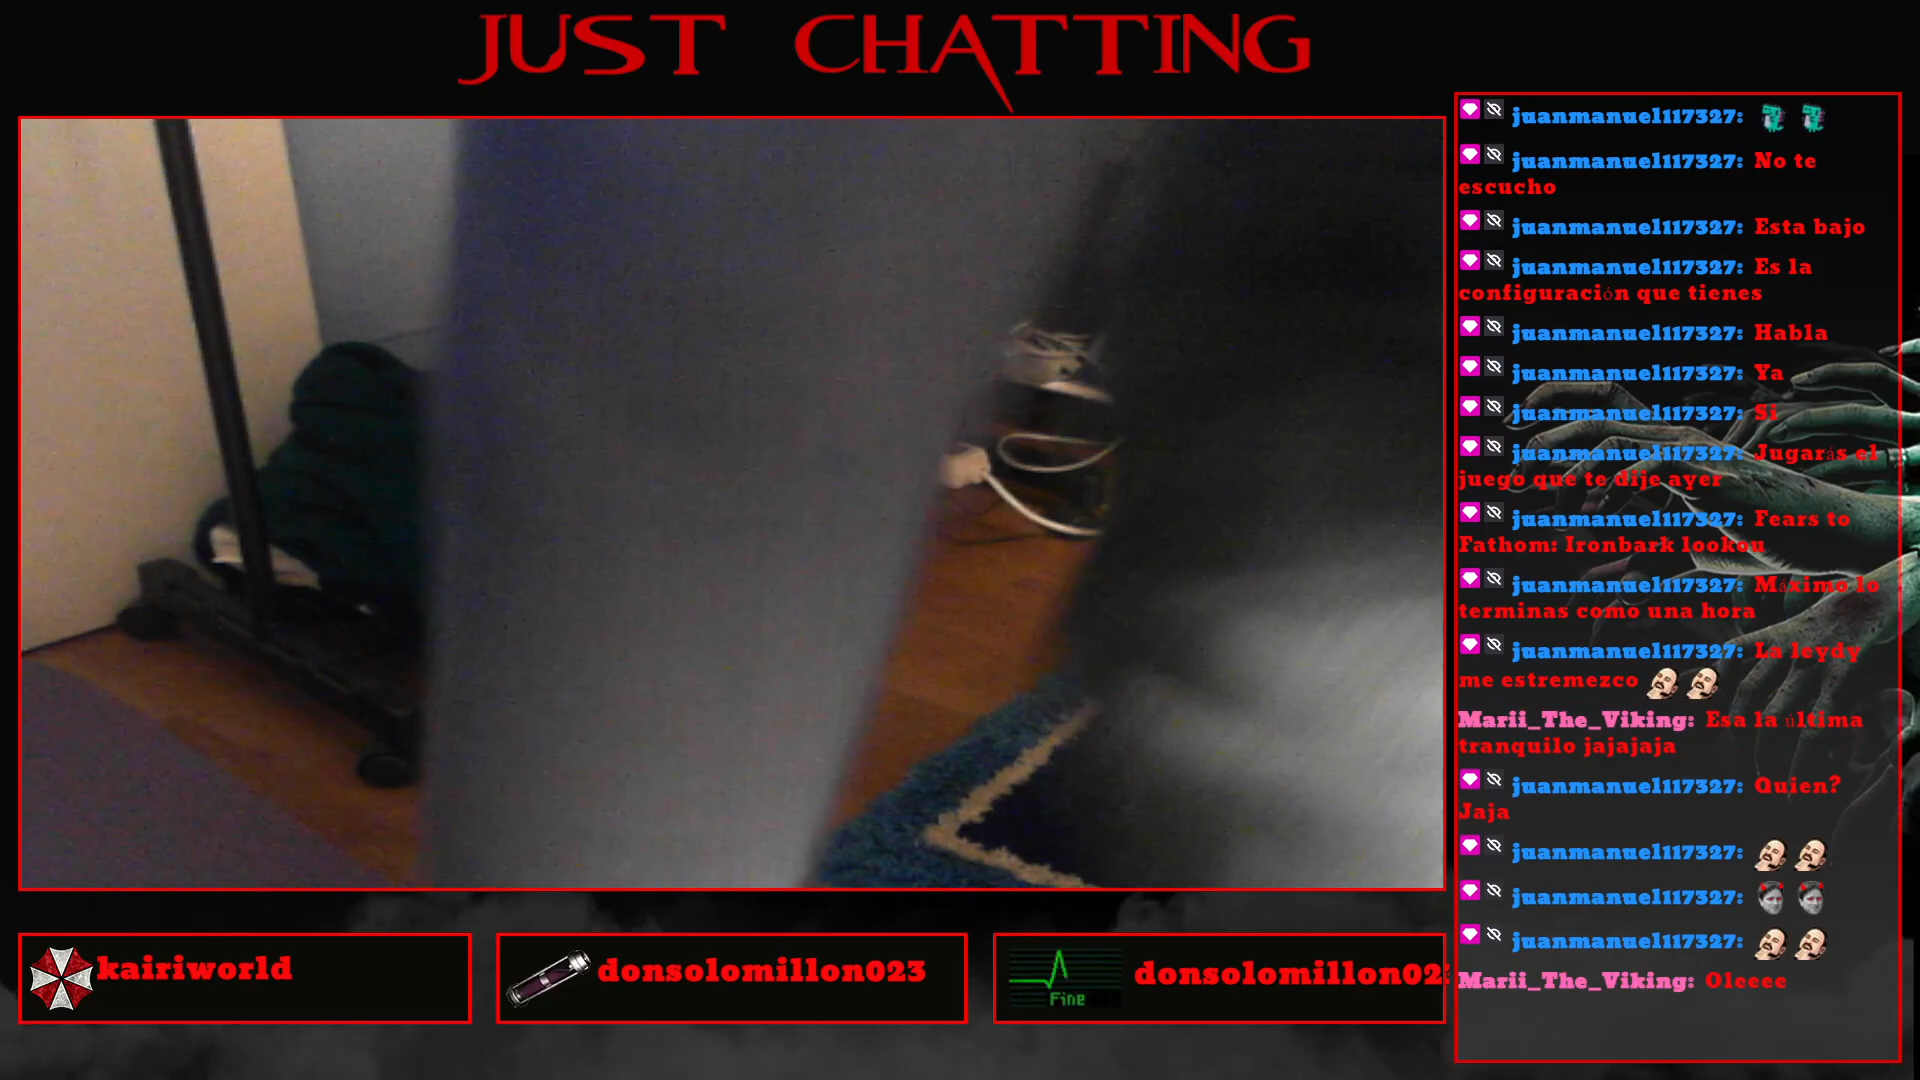 JUST CHATTING
juanmanuel117327:
juanmanuel117327: No te
escucho
juanmanuel117327: Esta bajo
juanmanuel117327: Es la
configuración que tienes
juanmanuel117327: Habla
juanmanuel117327: Ya
juanmanuel117327: Si
juanmanuel117327: Jugarás el
juego que te dije ayer
juanmanuel117327: Fears to
Fathom: Ironbark lookou
juanmanuel117327: Máximo lo
terminas como una hora
juanmanuel117327: La leydy
me estremezco
Marii_The_Viking: Esa la última
tranquilo jajajaja
juanmanuel117327: Quien?
Jaja
juanmanuel117327:
juanmanuel117327:
juanmanuel117327:
Marii_The_Viking: Oleeee
kairiworld
donsolomillon023
Fine
donsolomillon02